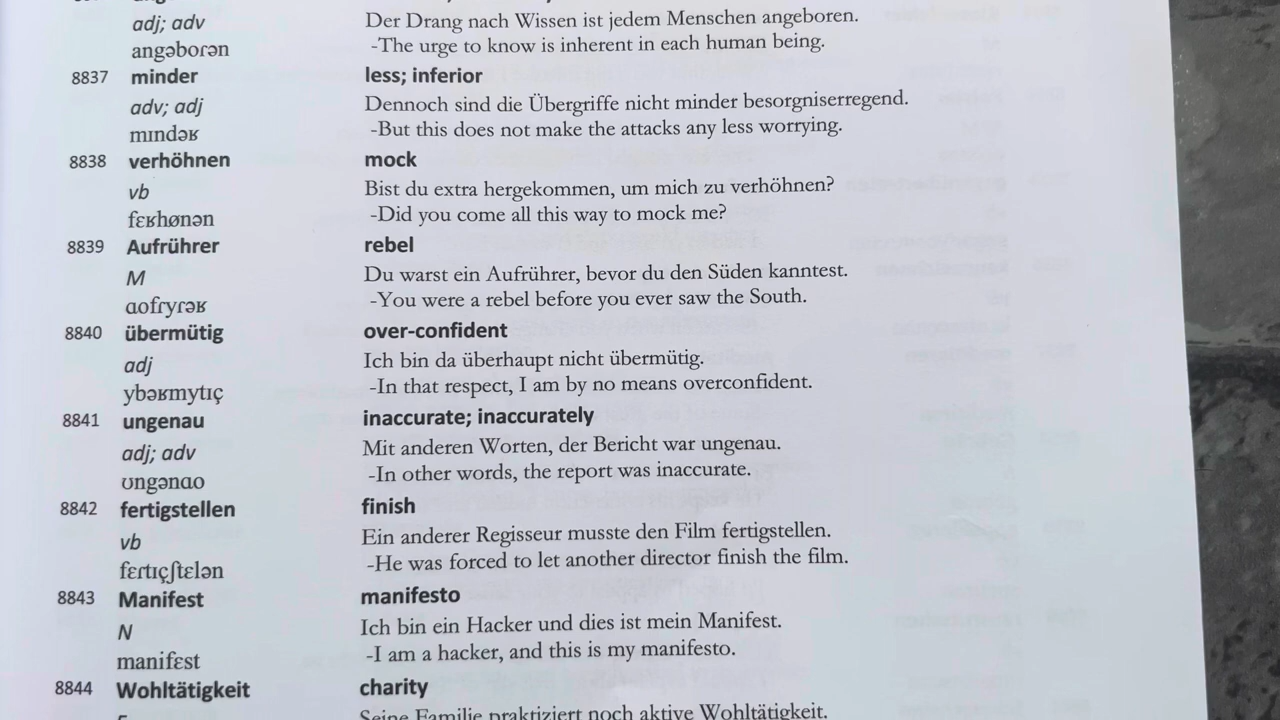 adj; adv Der Drang nach Wissen ist jedem Menschen angeboren.
angəborən -The urge to know is inherent in each human being.
8837 minder less; inferior
adv; adj Dennoch sind die Übergriffe nicht minder besorgniserregend.
mɪndəʁ -But this does not make the attacks any less worrying.
8838 verhöhnen mock
vb Bist du extra hergekommen, um mich zu verhöhnen?
fɛʁhønən -Did you come all this way to mock me?
8839 Aufrührer rebel
M Du warst ein Aufrührer, bevor du den Süden kanntest.
ɑofryrəʁ -You were a rebel before you ever saw the South.
8840 übermütig over-confident
adj Ich bin da überhaupt nicht übermütig.
ybəʁmytɪç -In that respect, I am by no means overconfident.
8841 ungenau inaccurate; inaccurately
adj; adv Mit anderen Worten, der Bericht war ungenau.
ʊngənɑo -In other words, the report was inaccurate.
8842 fertigstellen finish
vb Ein anderer Regisseur musste den Film fertigstellen.
fɛrtɪçʃtɛlən -He was forced to let another director finish the film.
8843 Manifest manifesto
N Ich bin ein Hacker und dies ist mein Manifest.
manifɛst -I am a hacker, and this is my manifesto.
8844 Wohltätigkeit charity
Seine Familie praktiziert noch aktive Wohltätigkeit.